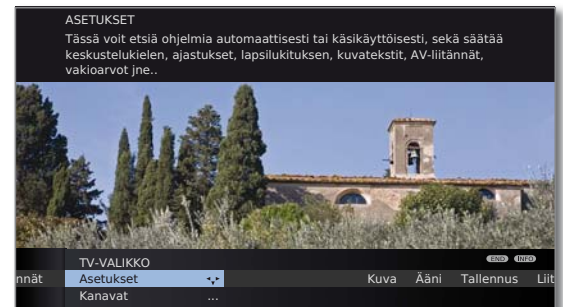 ASETUKSET
Tässä voit etsiä ohjelmia automaattisesti tai käsikäyttöisesti, sekä säätää
keskustelukielen, ajastukset, lapsilukituksen, kuvatekstit, AV-liitännät,
vakioarvot jne..
TV-VALIKKO END INFO
nnät Asetukset Kuva Ääni Tallennus Liit
Kanavat ...